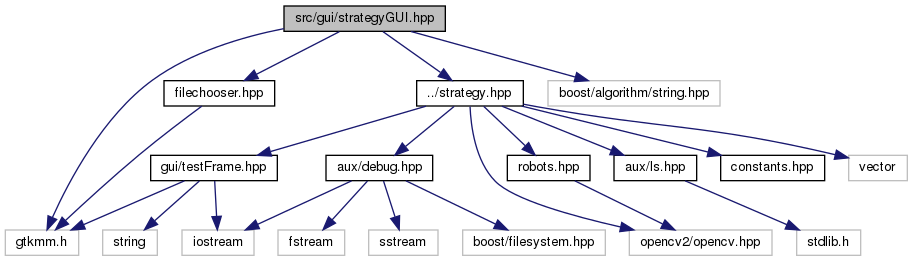 src/gui/strategyGUI.hpp
filechooser.hpp
../strategy.hpp
boost/algorithm/string.hpp
gui/testFrame.hpp
aux/debug.hpp
robots.hpp
aux/ls.hpp
constants.hpp
vector
gtkmm.h
string
iostream
fstream
sstream
boost/filesystem.hpp
opencv2/opencv.hpp
stdlib.h